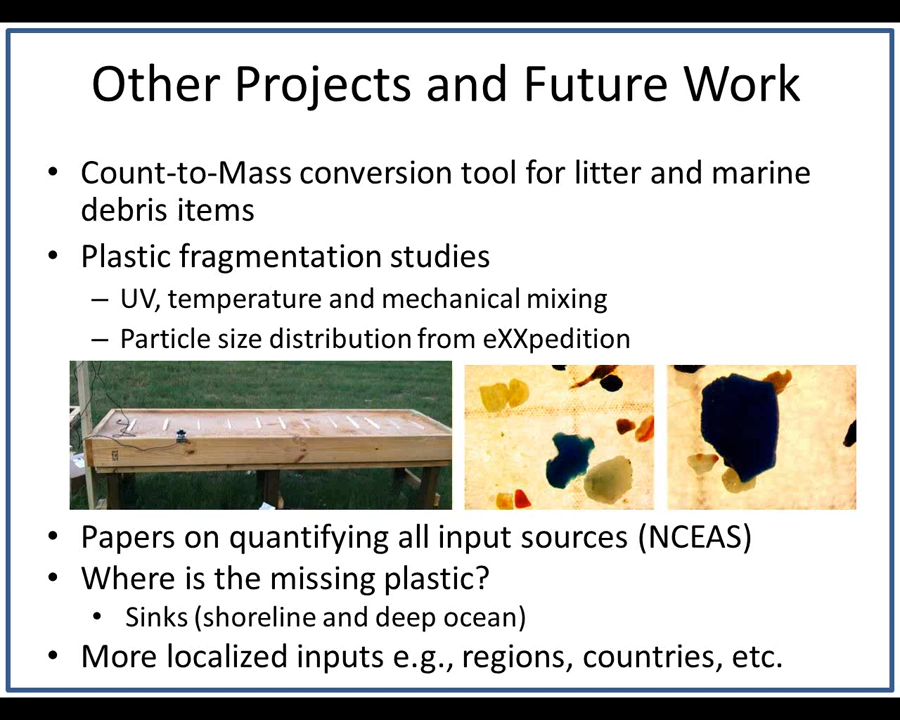 Other Projects and Future Work
• Count-to-Mass conversion tool for litter and marine
debris items
• Plastic fragmentation studies
– UV, temperature and mechanical mixing
– Particle size distribution from eXXpedition
• Papers on quantifying all input sources (NCEAS)
• Where is the missing plastic?
• Sinks (shoreline and deep ocean)
• More localized inputs e.g., regions, countries, etc.